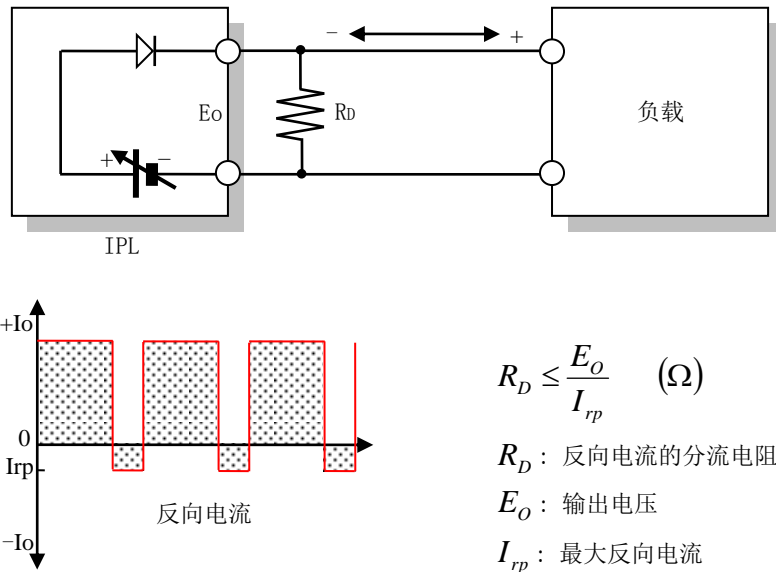 － ＋
Eo
RD
负载
＋ －
IPL
+Io
0
Irp
−Io
反向电流
R_D ≤ E_O / I_rp (Ω)
R_D： 反向电流的分流电阻
E_O： 输出电压
I_rp： 最大反向电流